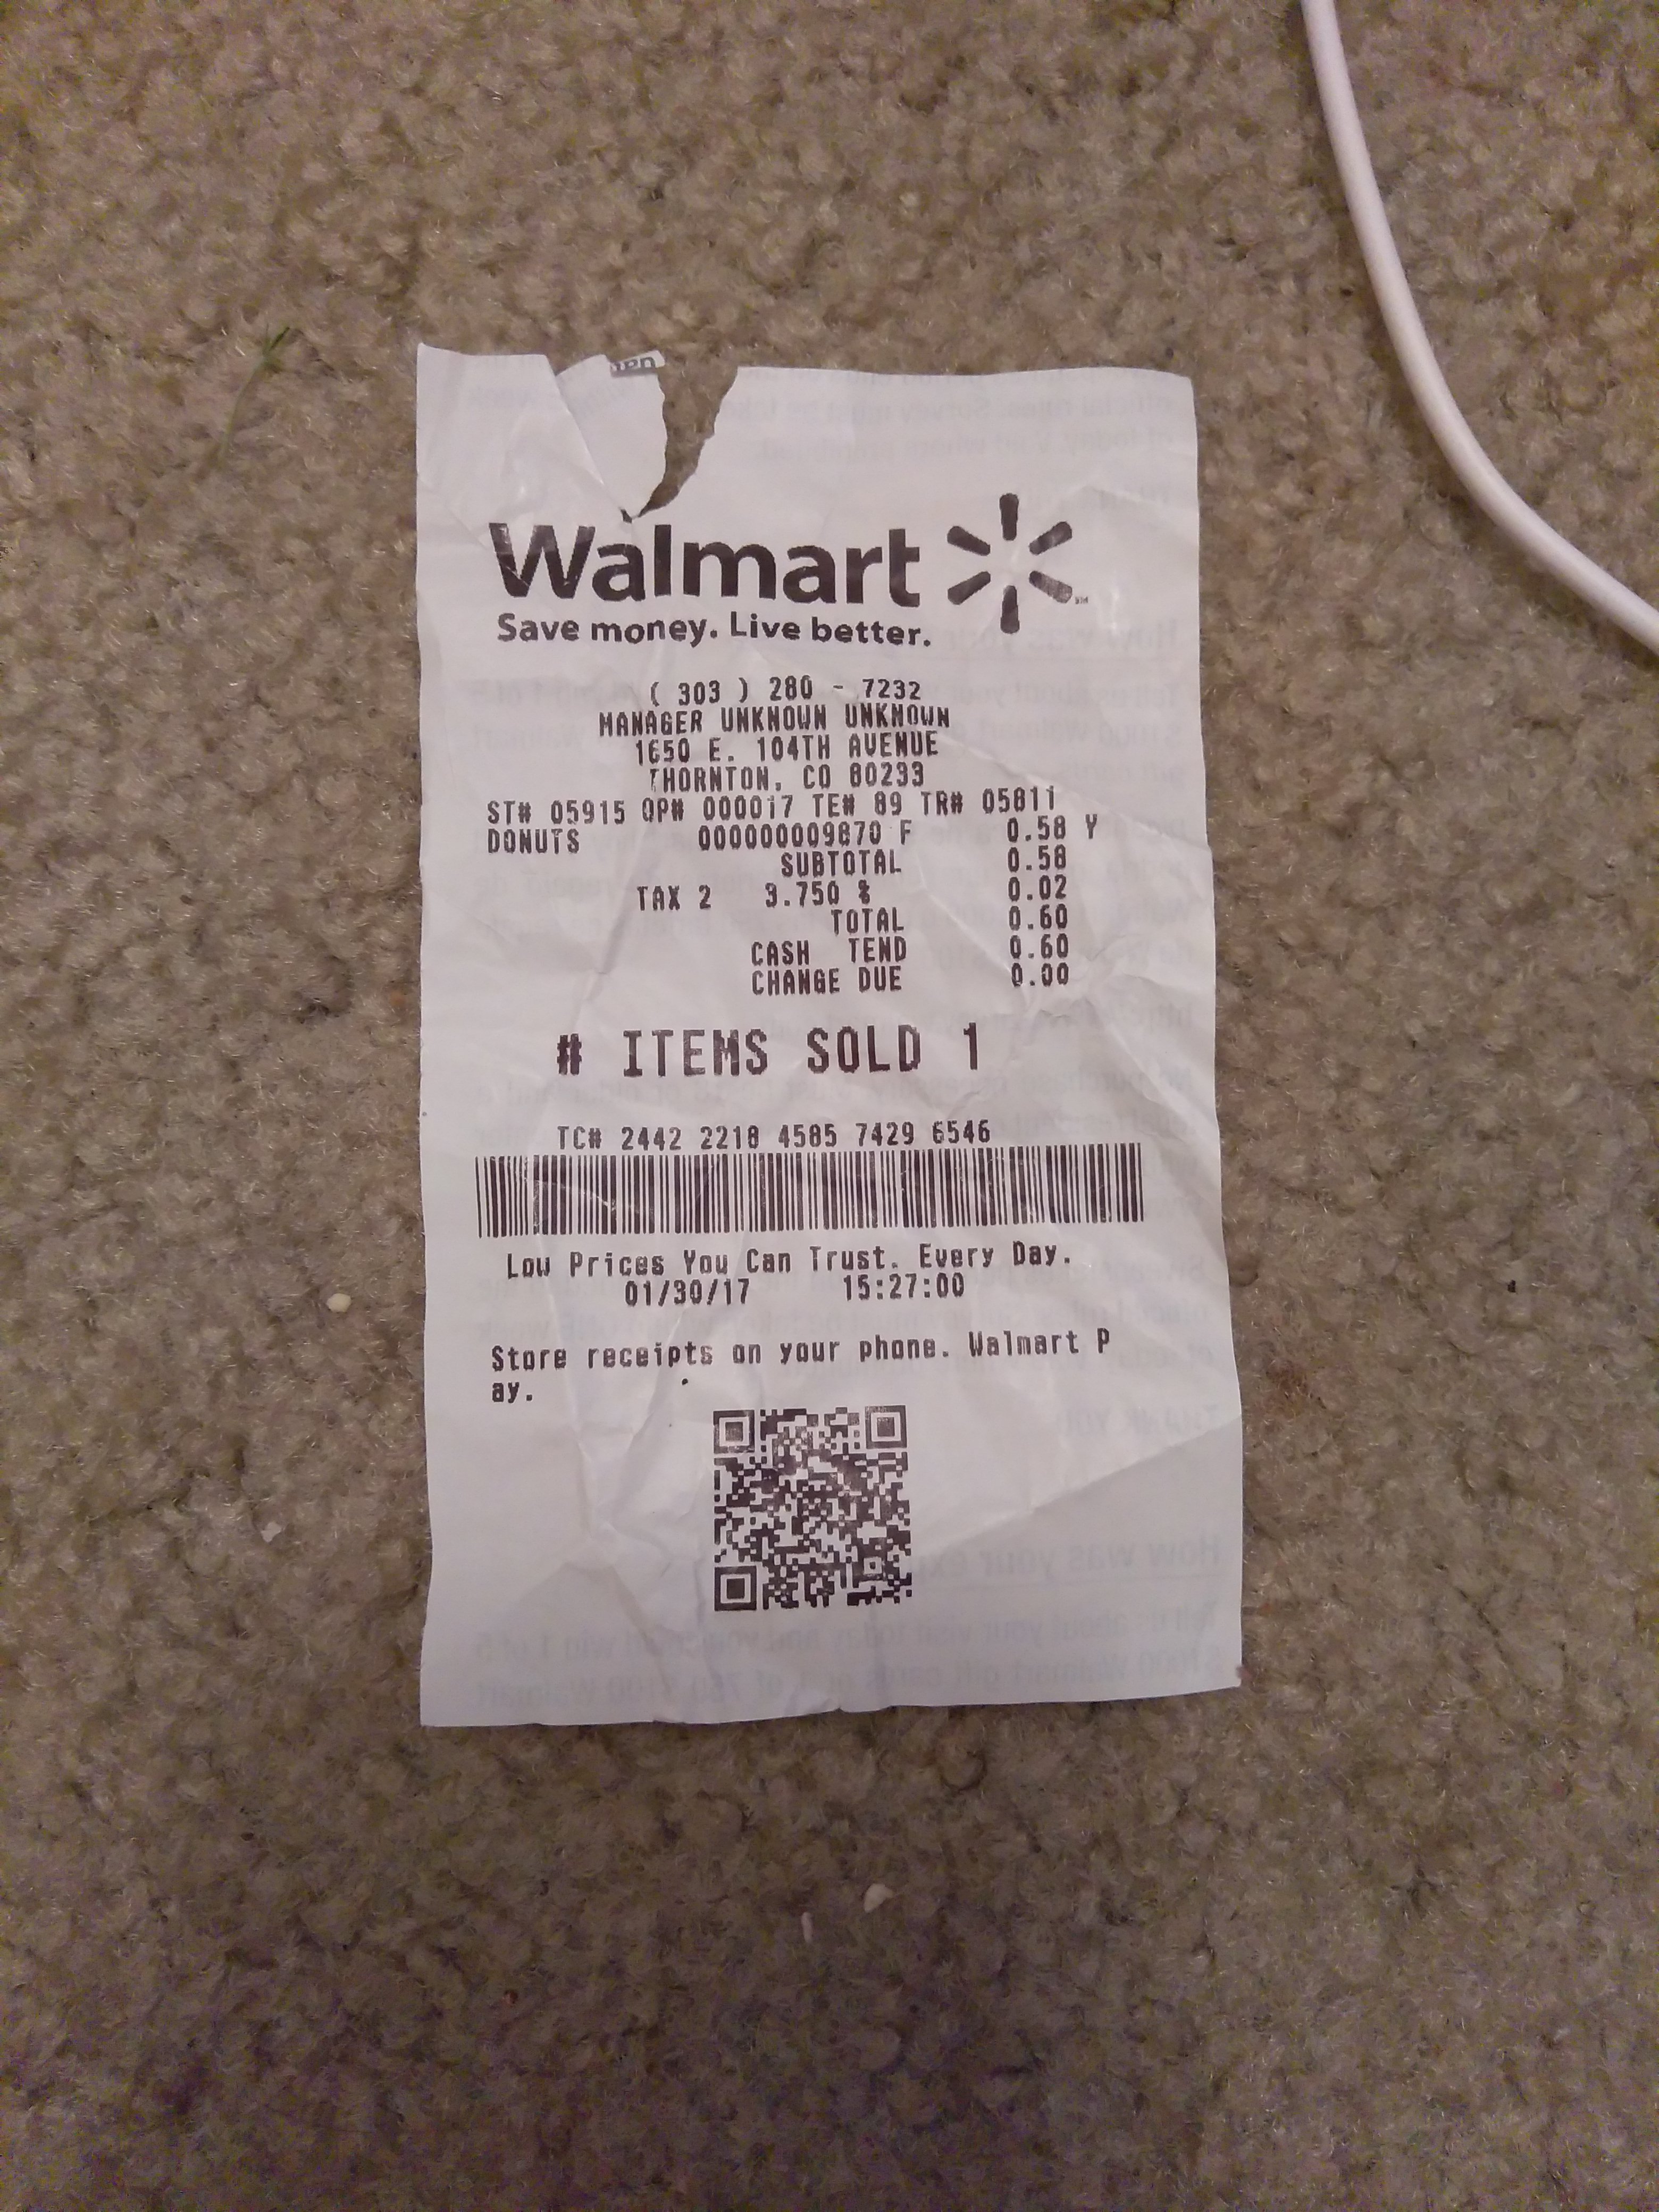 Walmart
Save money. Live better.
( 303 ) 280 - 7232
MANAGER UNKNOWN UNKNOWN
1650 E. 104TH AVENUE
THORNTON, CO 80233
ST# 05915 OP# 000017 TE# 89 TR# 05811
DONUTS 000000009870 F 0.58 Y
SUBTOTAL 0.58
TAX 2 3.750 % 0.02
TOTAL 0.60
CASH TEND 0.60
CHANGE DUE 0.00
# ITEMS SOLD 1
TC# 2442 2218 4585 7429 6546
Low Prices You Can Trust. Every Day.
01/30/17 15:27:00
Store receipts on your phone. Walmart P
ay.